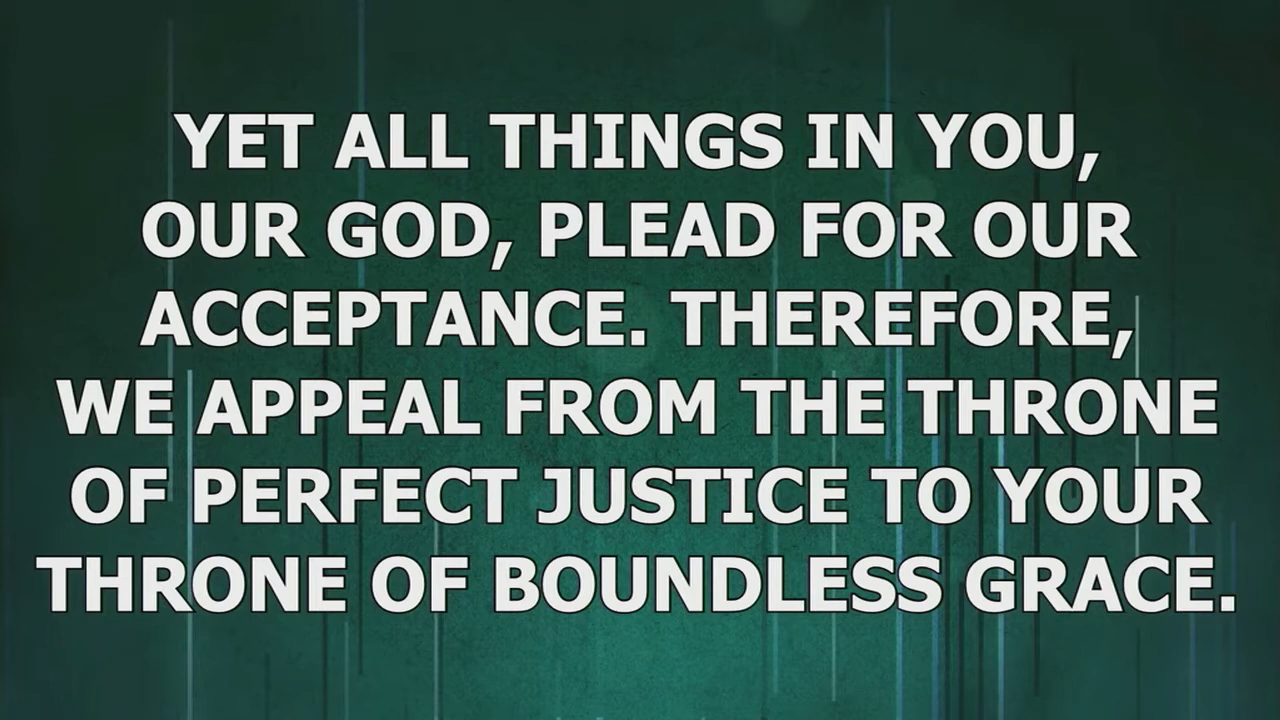 YET ALL THINGS IN YOU,
OUR GOD, PLEAD FOR OUR
ACCEPTANCE. THEREFORE,
WE APPEAL FROM THE THRONE
OF PERFECT JUSTICE TO YOUR
THRONE OF BOUNDLESS GRACE.